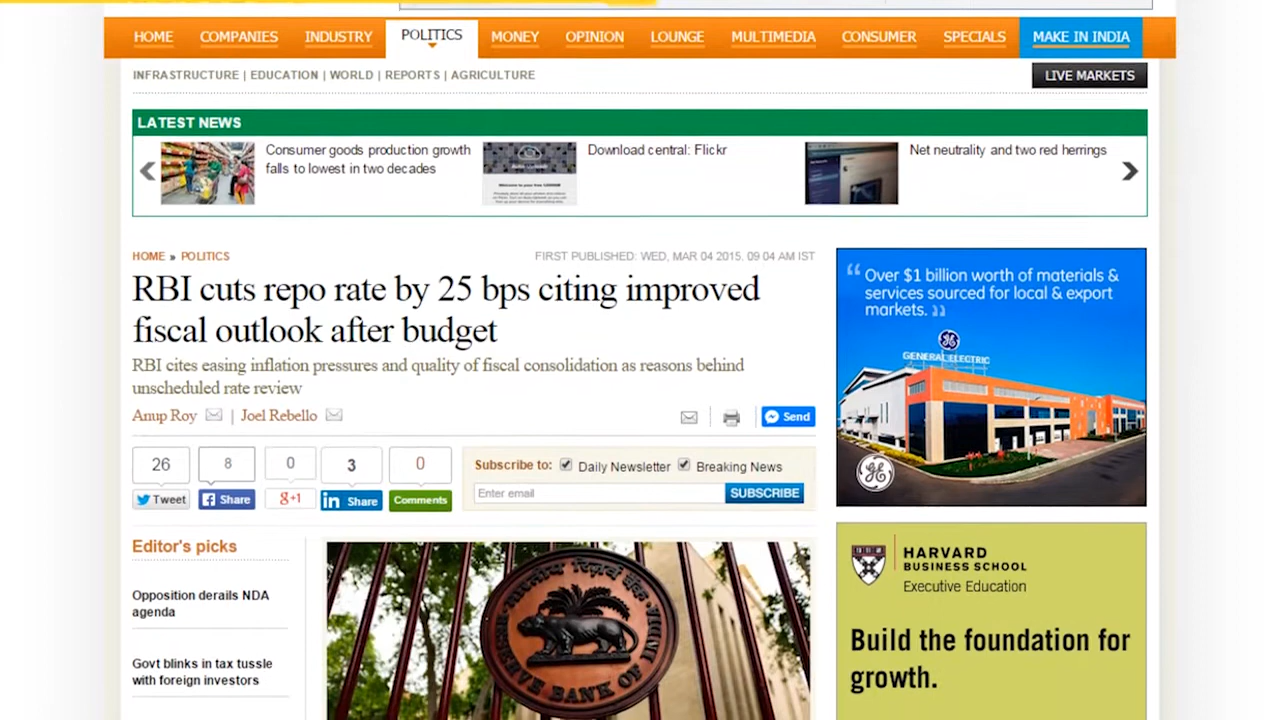 HOME COMPANIES INDUSTRY POLITICS MONEY OPINION LOUNGE MULTIMEDIA CONSUMER SPECIALS MAKE IN INDIA
INFRASTRUCTURE | EDUCATION | WORLD | REPORTS | AGRICULTURE
LIVE MARKETS
LATEST NEWS
Consumer goods production growth
falls to lowest in two decades
Download central: Flickr
Net neutrality and two red herrings
HOME » POLITICS
FIRST PUBLISHED: WED, MAR 04 2015. 09 04 AM IST
RBI cuts repo rate by 25 bps citing improved
fiscal outlook after budget
RBI cites easing inflation pressures and quality of fiscal consolidation as reasons behind
unscheduled rate review
Anup Roy | Joel Rebello
Send
26 8 0 3 0
Tweet Share g+1 in Share Comments
Subscribe to: Daily Newsletter Breaking News
Enter email SUBSCRIBE
Editor's picks
Opposition derails NDA
agenda
Govt blinks in tax tussle
with foreign investors
भारतीय रिज़र्व बैंक
RESERVE BANK OF INDIA
“ Over $1 billion worth of materials &
services sourced for local & export
markets. ”
GENERAL ELECTRIC
HARVARD
BUSINESS SCHOOL
Executive Education
Build the foundation for
growth.